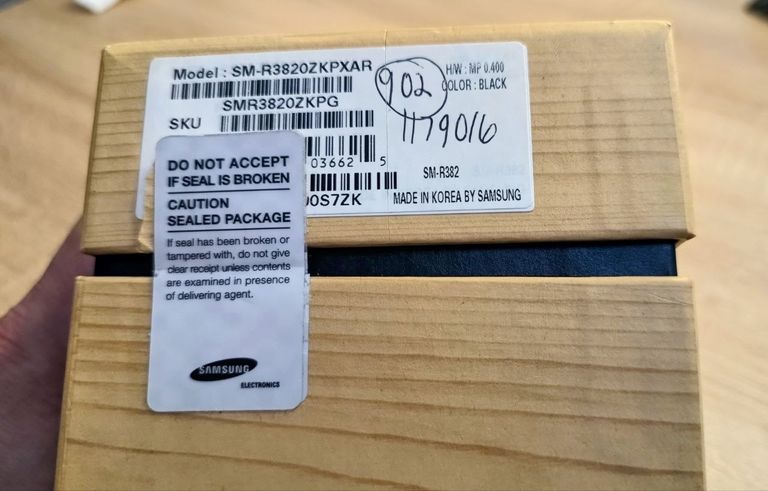 Model : SM-R3820ZKPXAR
SMR3820ZKPG
SKU
902
H/W : MP 0.400
COLOR : BLACK
1179016
03662 5
SM-R382
MADE IN KOREA BY SAMSUNG
DO NOT ACCEPT
IF SEAL IS BROKEN
CAUTION
SEALED PACKAGE
If seal has been broken or
tampered with, do not give
clear receipt unless contents
are examined in presence
of delivering agent.
SAMSUNG
ELECTRONICS